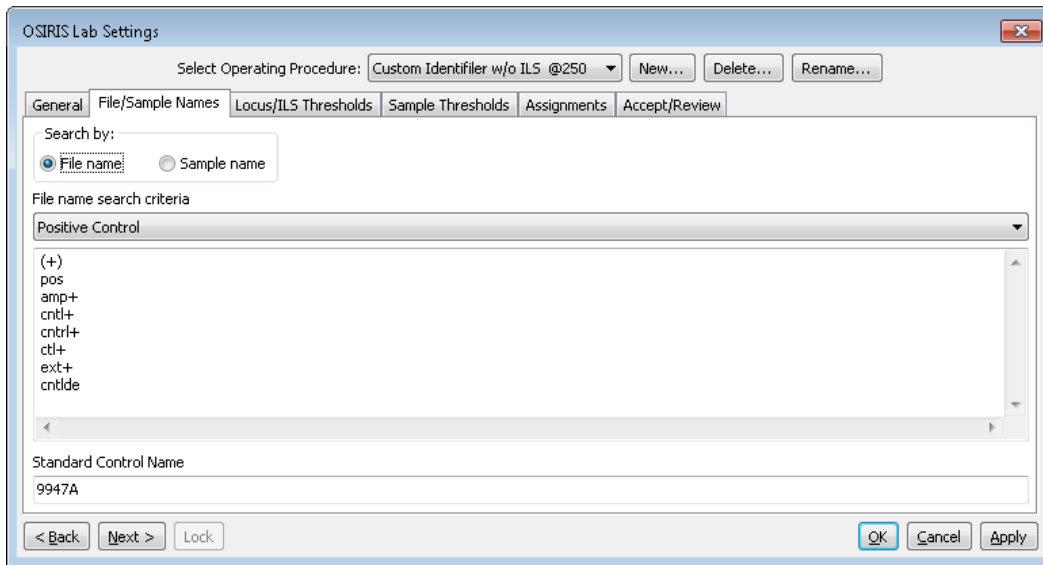 OSIRIS Lab Settings
Select Operating Procedure: Custom Identifiler w/o ILS @250 New... Delete... Rename...
General File/Sample Names Locus/ILS Thresholds Sample Thresholds Assignments Accept/Review
Search by:
File name Sample name
File name search criteria
Positive Control
(+)
pos
amp+
cntl+
cntrl+
ctl+
ext+
cntlde
Standard Control Name
9947A
< Back Next > Lock OK Cancel Apply